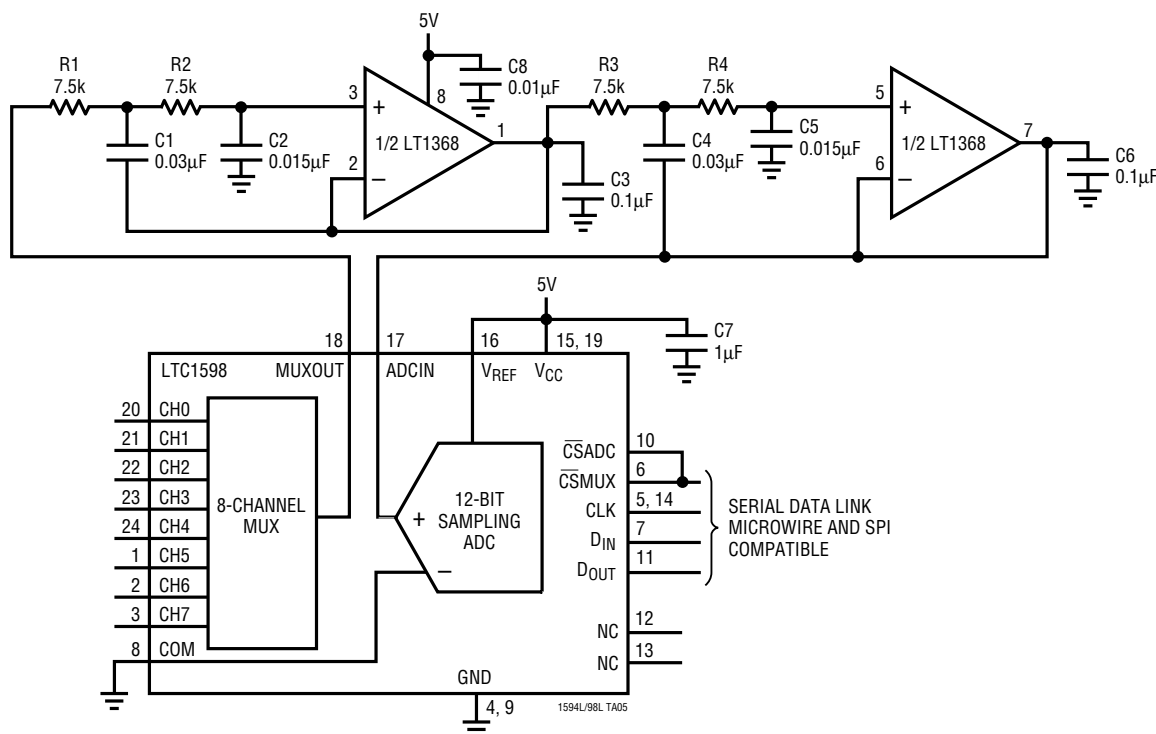 5V
R1
7.5k
R2
7.5k
C8
0.01µF
R3
7.5k
R4
7.5k
3
+
8
1/2 LT1368
1
2
–
C1
0.03µF
C2
0.015µF
C3
0.1µF
C4
0.03µF
C5
0.015µF
5
+
1/2 LT1368
7
6
–
C6
0.1µF
5V
C7
1µF
18
17
16
15, 19
LTC1598
MUXOUT
ADCIN
VREF
VCC
20 CH0
21 CH1
22 CH2
23 CH3
24 CH4
1 CH5
2 CH6
3 CH7
8 COM
8-CHANNEL
MUX
+
12-BIT
SAMPLING
ADC
–
C̅S̅ADC 10
C̅S̅MUX 6
CLK 5, 14
DIN 7
DOUT 11
NC 12
NC 13
SERIAL DATA LINK
MICROWIRE AND SPI
COMPATIBLE
GND
4, 9
1594L/98L TA05